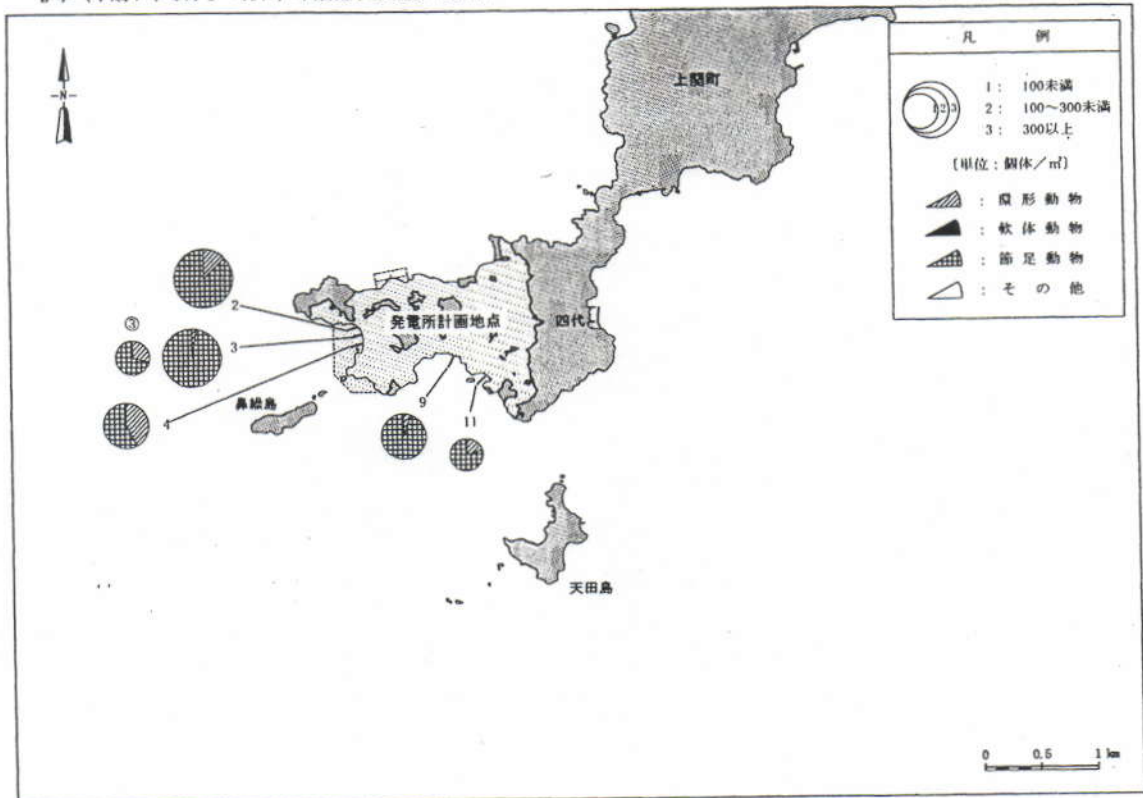 N
上関町
凡 例
1 2 3
1: 100未満
2: 100～300未満
3: 300以上
〔単位:個体/㎡〕
: 環形動物
: 軟体動物
: 節足動物
: その他
2
発電所計画地点
四代
③
3
鼻繰島
4
9
11
天田島
0 0.5 1 km